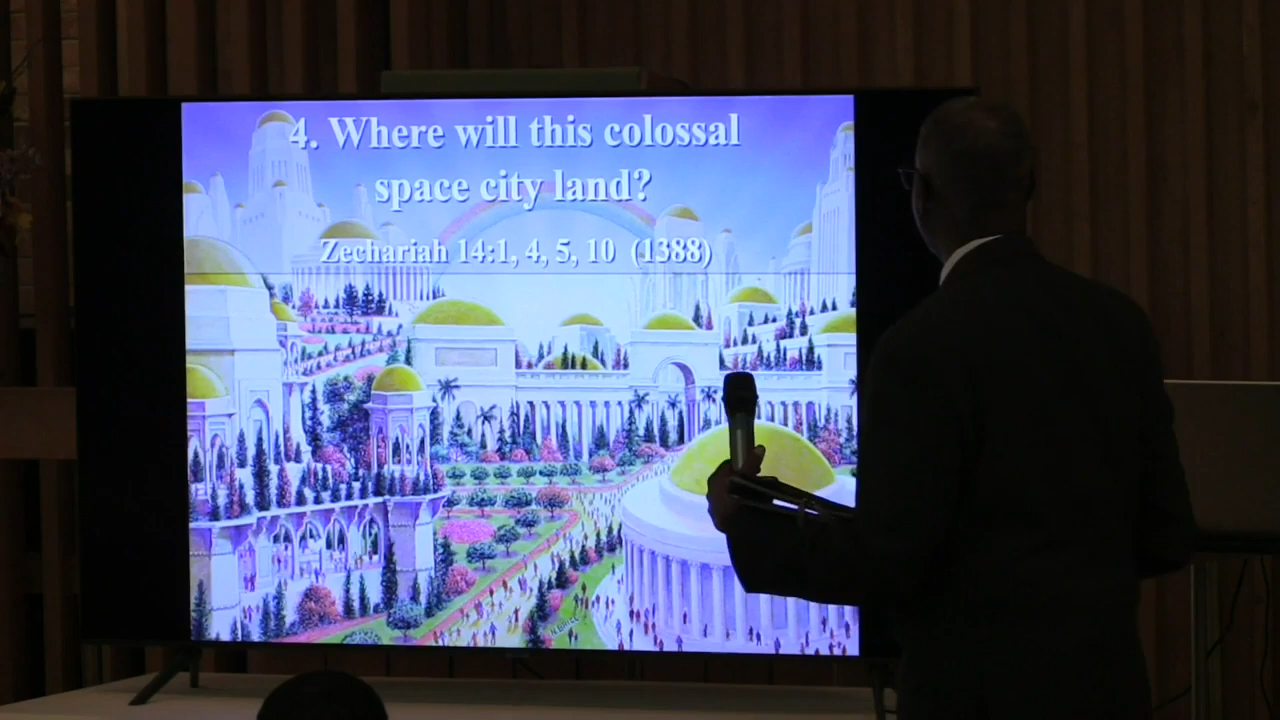 4. Where will this colossal
space city land?
Zechariah 14:1, 4, 5, 10 (1388)